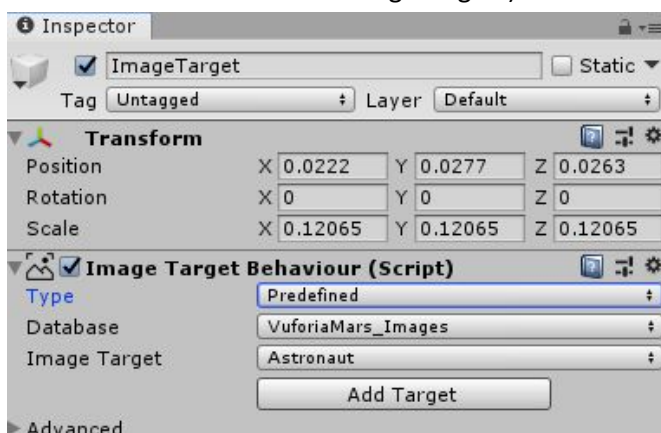 Inspector
ImageTarget Static
Tag Untagged Layer Default
Transform
Position X 0.0222 Y 0.0277 Z 0.0263
Rotation X 0 Y 0 Z 0
Scale X 0.12065 Y 0.12065 Z 0.12065
Image Target Behaviour (Script)
Type Predefined
Database VuforiaMars_Images
Image Target Astronaut
Add Target
Advanced